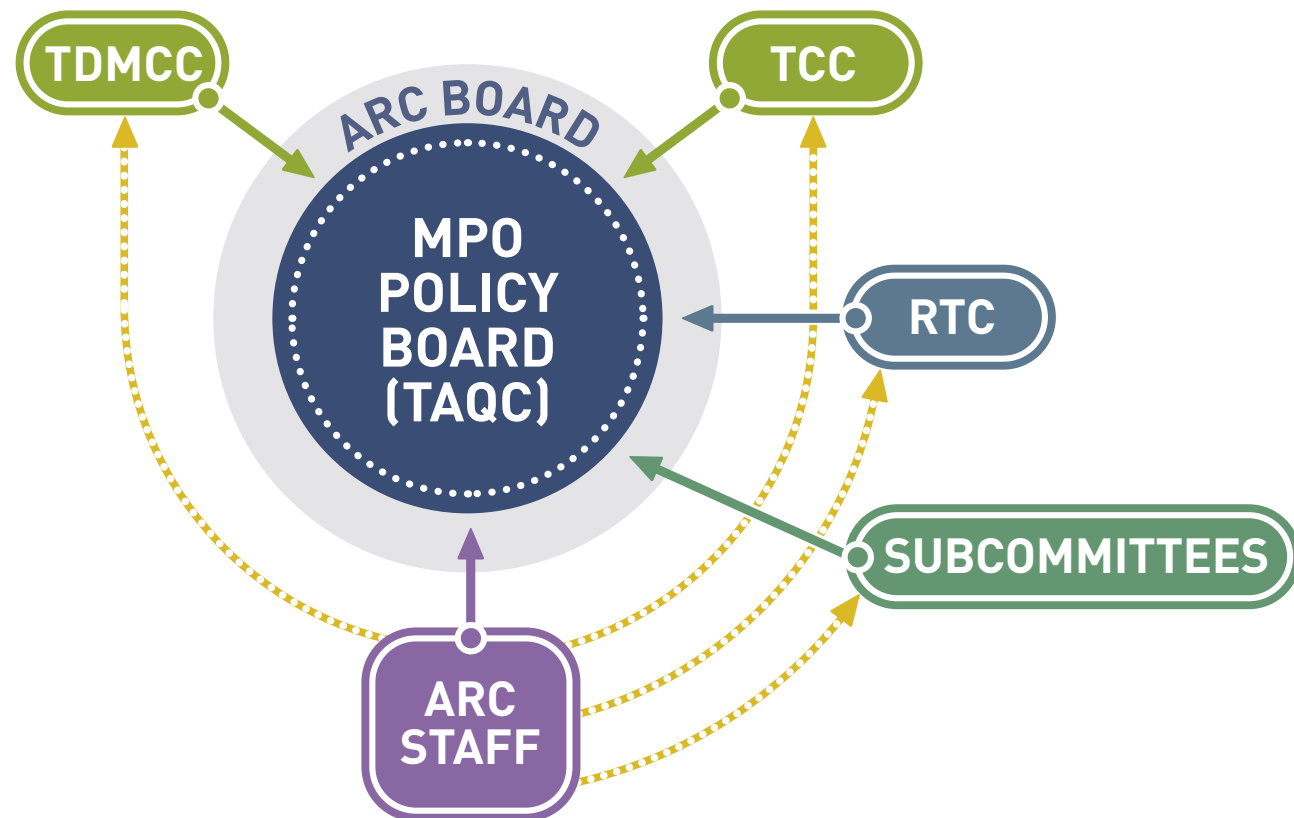 TDMCC
TCC
ARC BOARD
MPO
POLICY
BOARD
(TAQC)
RTC
SUBCOMMITTEES
ARC
STAFF